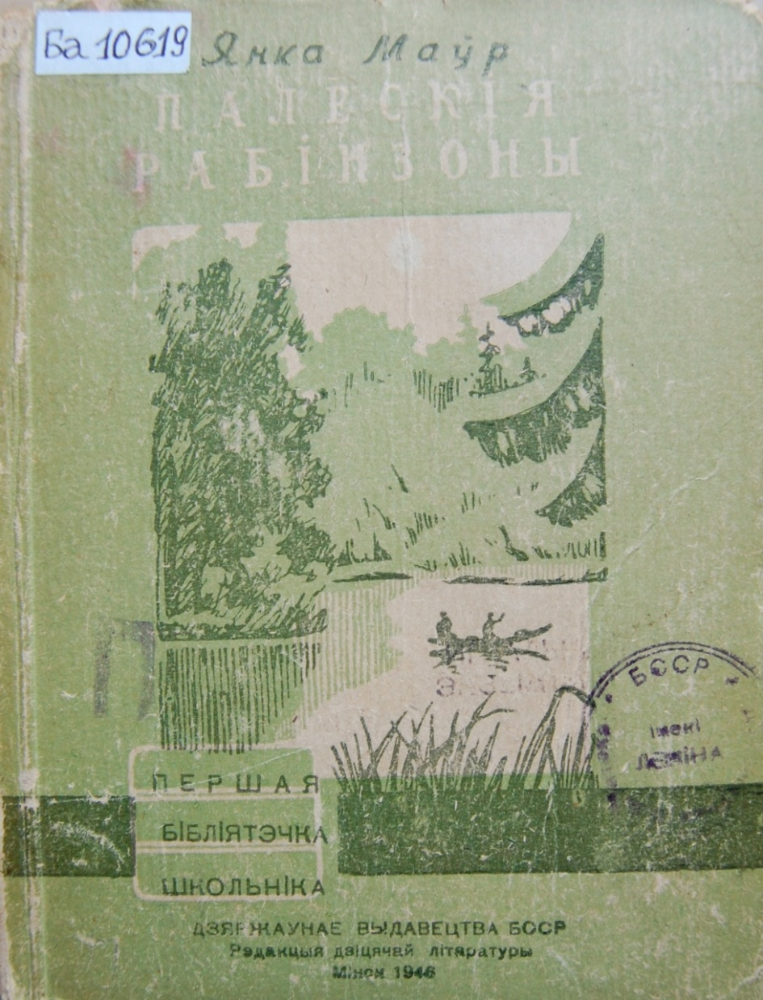 Ба 10619
Янка Маўр
ПАЛЕСКІЯ
РАБІНЗОНЫ
БССР
імені
ЛЕНІНА
ПЕРШАЯ
БІБЛІЯТЭЧКА
ШКОЛЬНІКА
ДЗЯРЖАУНАЕ ВЫДАВЕЦТВА БССР
Рэдакцыя дзіцячай літаратуры
Мінск 1946